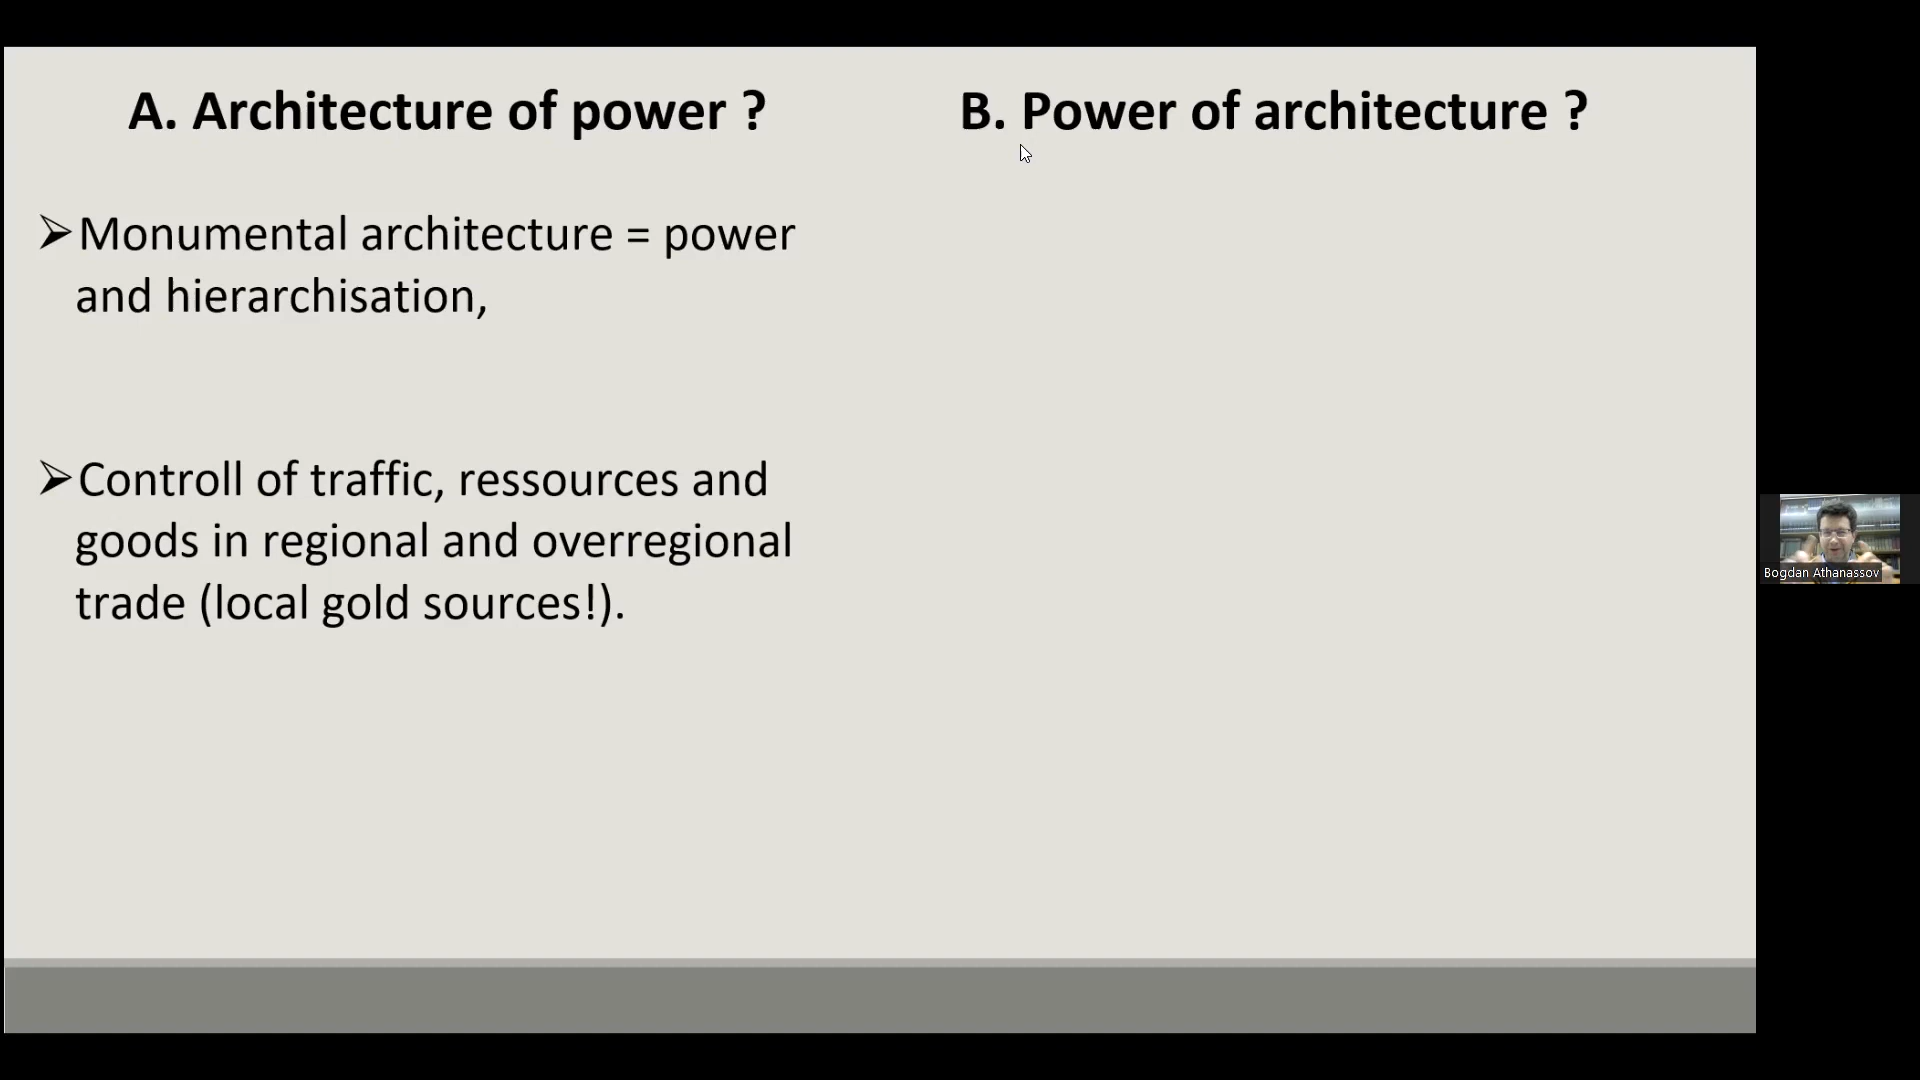 A. Architecture of power ?
B. Power of architecture ?
➢Monumental architecture = power
and hierarchisation,
➢Controll of traffic, ressources and
goods in regional and overregional
trade (local gold sources!).
Bogdan Athanassov